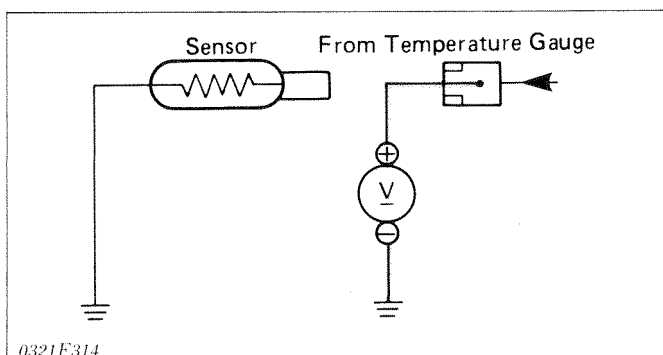 Sensor
From Temperature Gauge
+
V
−
0321F314